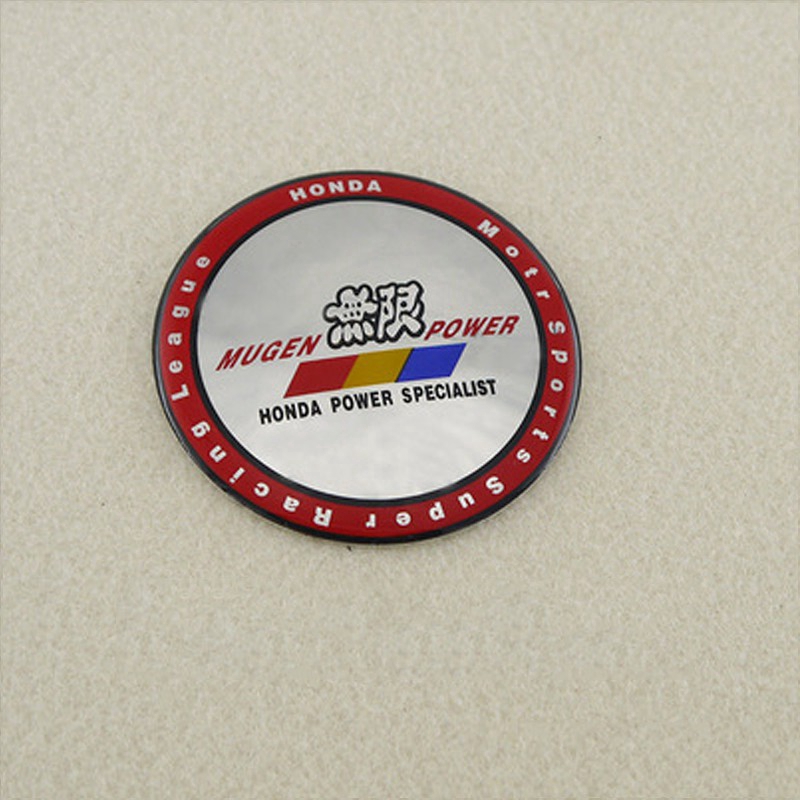 HONDA
Motr Sports Super Racing League
無限
MUGEN POWER
HONDA POWER SPECIALIST